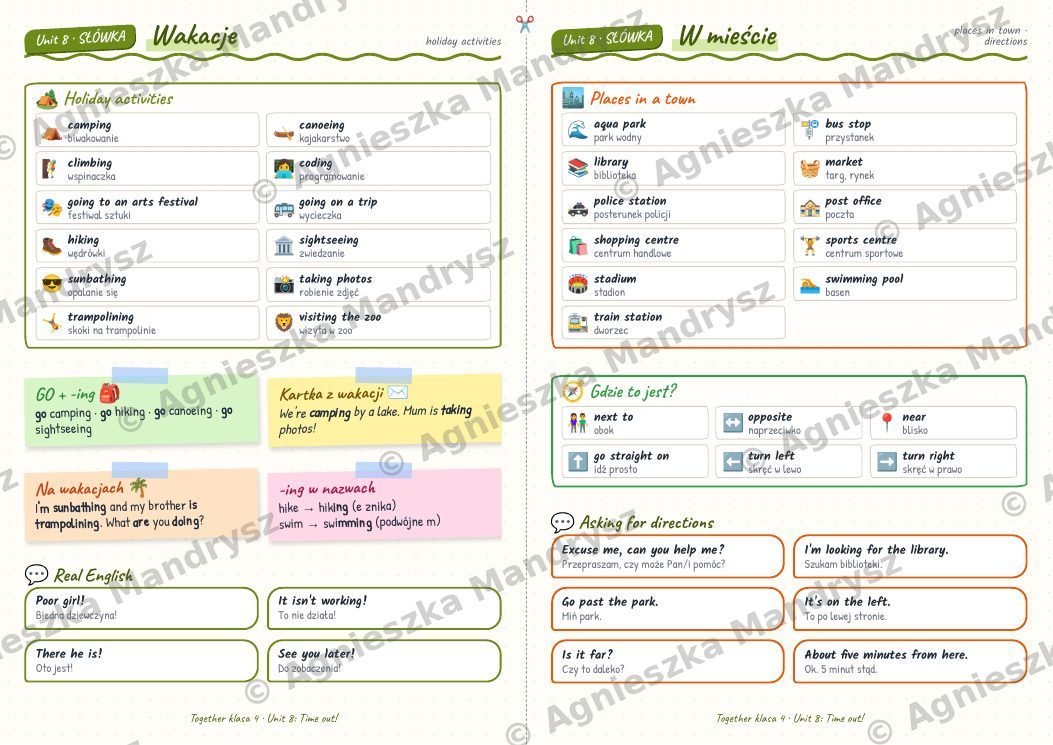 Unit 8 · SŁÓWKA
Wakacje
holiday activities
Holiday activities
camping
biwakowanie
canoeing
kajakarstwo
climbing
wspinaczka
coding
programowanie
going to an arts festival
festiwal sztuki
going on a trip
wycieczka
hiking
wędrówki
sightseeing
zwiedzanie
sunbathing
opalanie się
taking photos
robienie zdjęć
trampolining
skoki na trampolinie
visiting the zoo
wizyta w zoo
GO + -ing
go camping · go hiking · go canoeing · go
sightseeing
Kartka z wakacji
We're camping by a lake. Mum is taking
photos!
Na wakacjach
I'm sunbathing and my brother is
trampolining. What are you doing?
-ing w nazwach
hike → hiking (e znika)
swim → swimming (podwójne m)
Real English
Poor girl!
Biedna dziewczyna!
It isn't working!
To nie działa!
There he is!
Oto jest!
See you later!
Do zobaczenia!
Together klasa 4 · Unit 8: Time out!
Unit 8 · SŁÓWKA
W mieście
places in town ·
directions
Places in a town
aqua park
park wodny
bus stop
przystanek
library
biblioteka
market
targ, rynek
police station
posterunek policji
post office
poczta
shopping centre
centrum handlowe
sports centre
centrum sportowe
stadium
stadion
swimming pool
basen
train station
dworzec
Gdzie to jest?
next to
obok
opposite
naprzeciwko
near
blisko
go straight on
idź prosto
turn left
skręć w lewo
turn right
skręć w prawo
Asking for directions
Excuse me, can you help me?
Przepraszam, czy może Pan/i pomóc?
I'm looking for the library.
Szukam biblioteki.
Go past the park.
Miń park.
It's on the left.
To po lewej stronie.
Is it far?
Czy to daleko?
About five minutes from here.
Ok. 5 minut stąd.
Together klasa 4 · Unit 8: Time out!
© Agnieszka Mandrysz